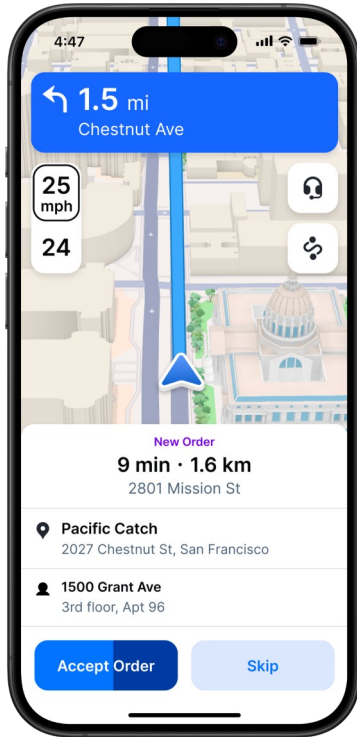 4:47
1.5 mi
Chestnut Ave
25
mph
24
New Order
9 min · 1.6 km
2801 Mission St
Pacific Catch
2027 Chestnut St, San Francisco
1500 Grant Ave
3rd floor, Apt 96
Accept Order
Skip